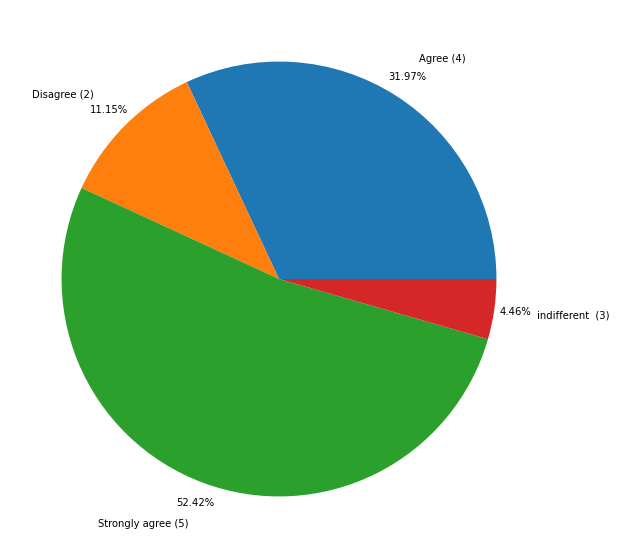 Agree (4)
31.97%
Disagree (2)
11.15%
4.46%
indifferent  (3)
52.42%
Strongly agree (5)